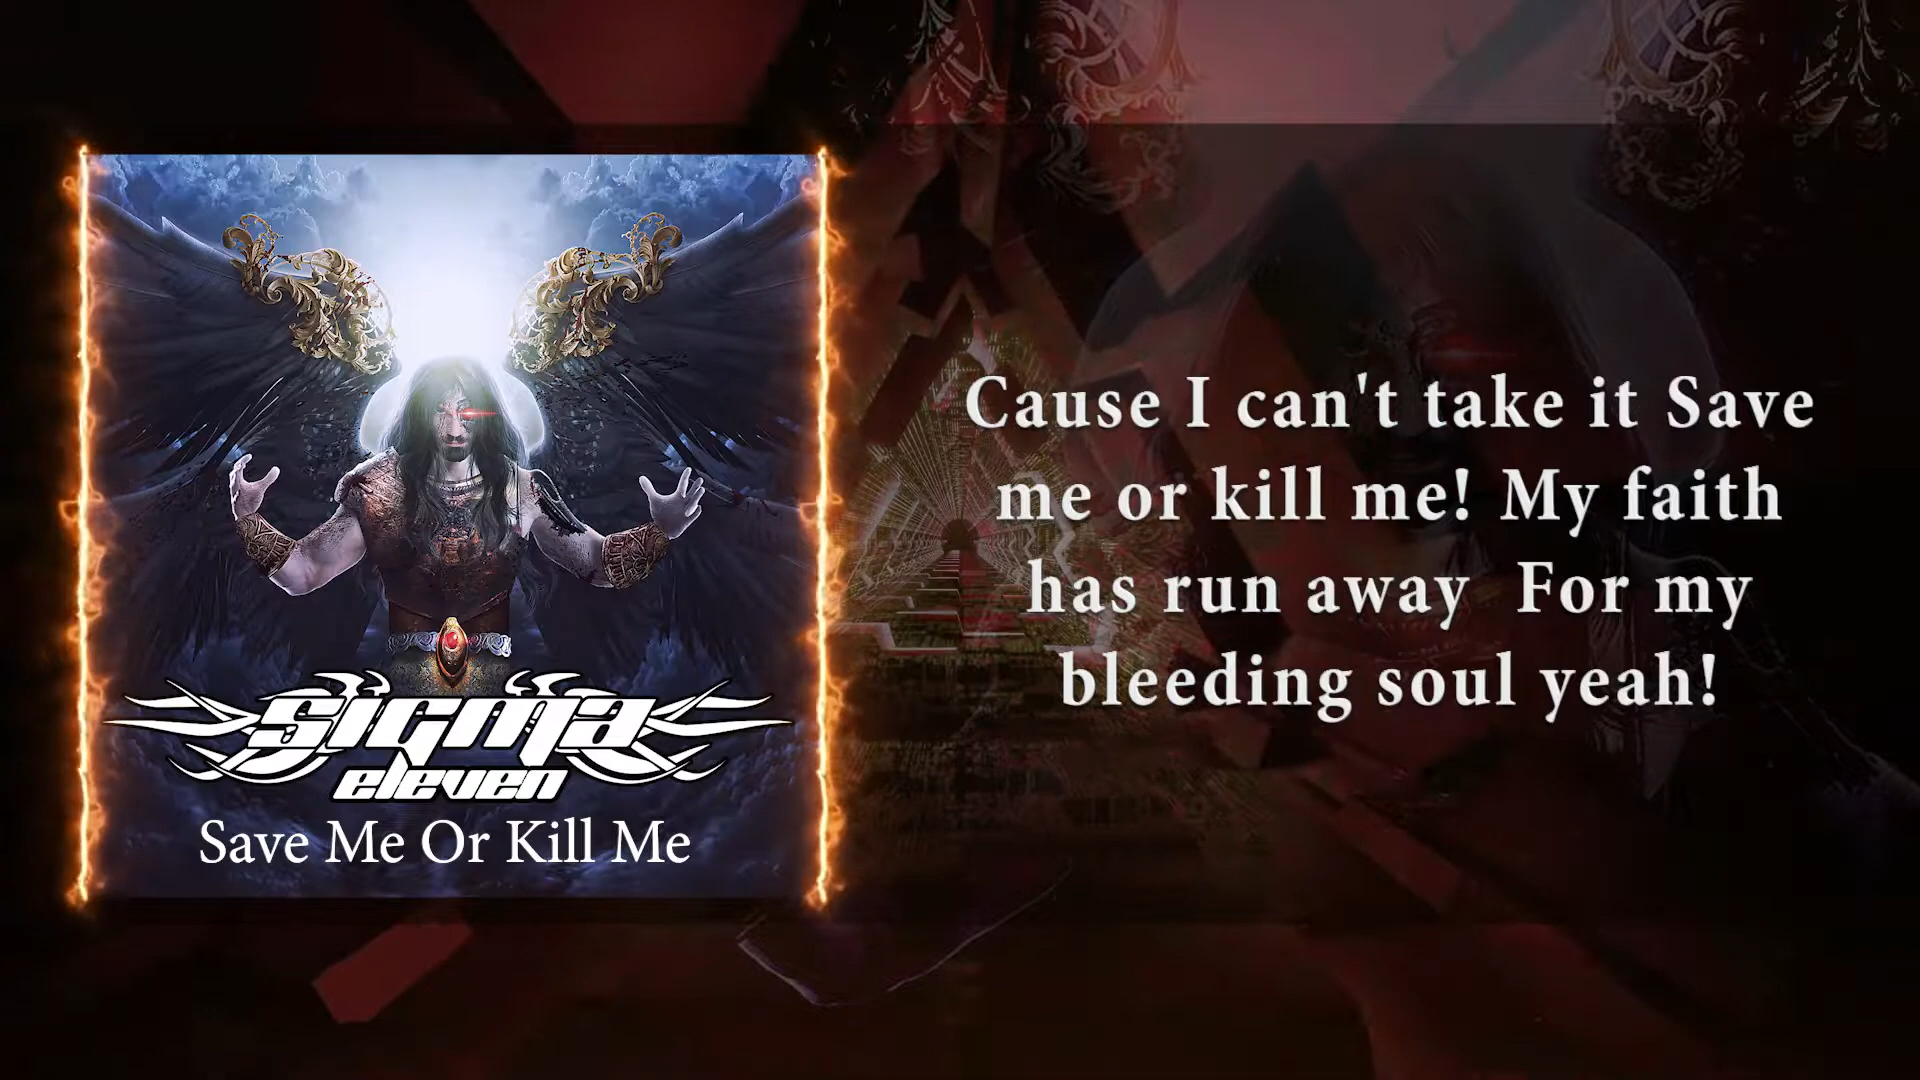 sigma
eleven
Save Me Or Kill Me
Cause I can't take it Save
me or kill me! My faith
has run away  For my
bleeding soul yeah!